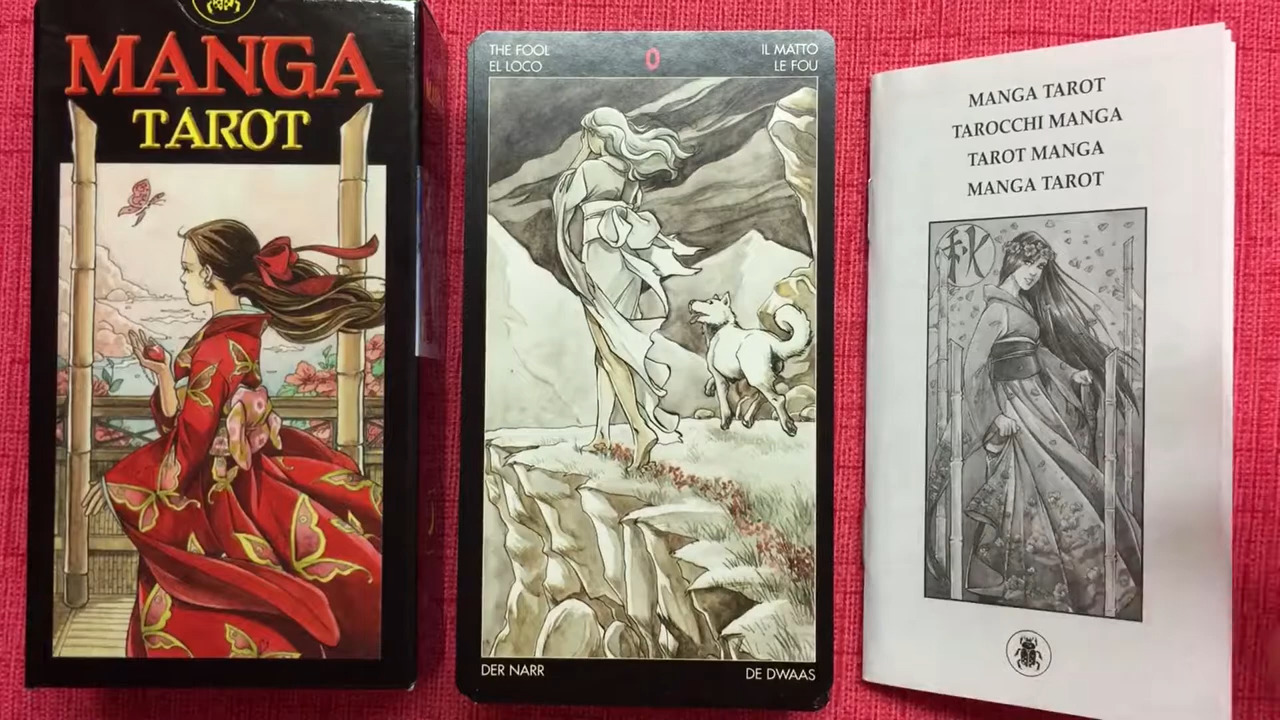 MANGA
TAROT
THE FOOL
EL LOCO
0
IL MATTO
LE FOU
DER NARR
DE DWAAS
MANGA TAROT
TAROCCHI MANGA
TAROT MANGA
MANGA TAROT
秋